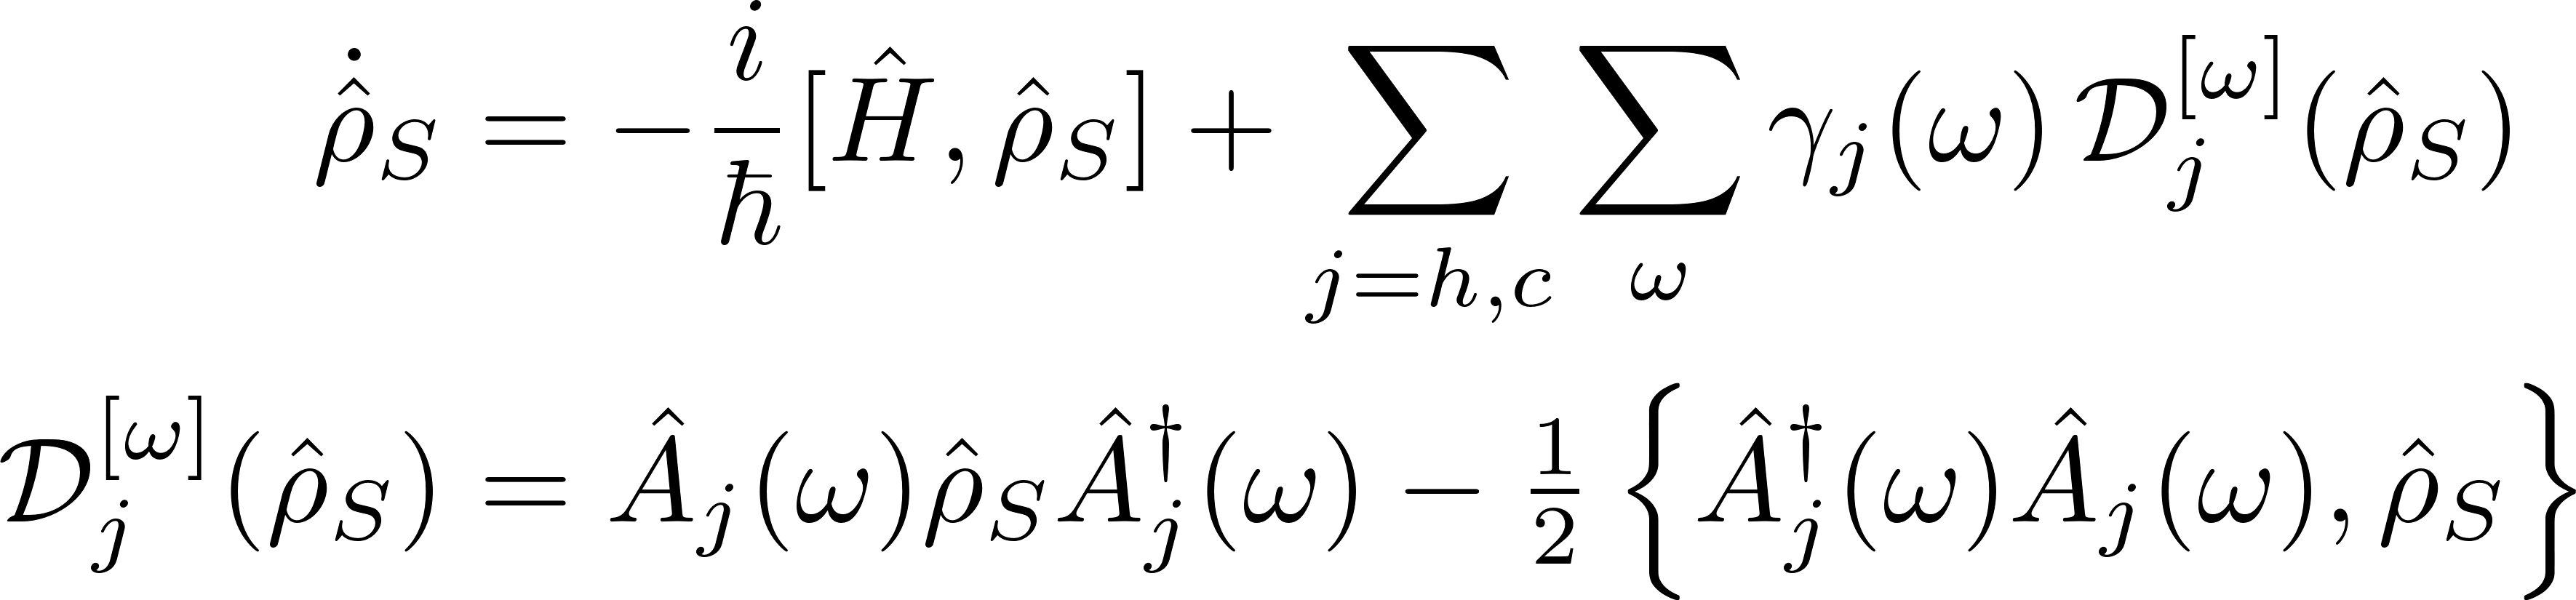 \dot{\hat{\rho}}_S = -\frac{i}{\hbar}[\hat{H}, \hat{\rho}_S] + \sum_{j=h,c} \sum_{\omega} \gamma_j(\omega) \, \mathcal{D}_j^{[\omega]}(\hat{\rho}_S)
\mathcal{D}_j^{[\omega]}(\hat{\rho}_S) = \hat{A}_j(\omega)\hat{\rho}_S\hat{A}_j^\dagger(\omega) - \frac{1}{2}\left\{\hat{A}_j^\dagger(\omega)\hat{A}_j(\omega), \hat{\rho}_S\right\}